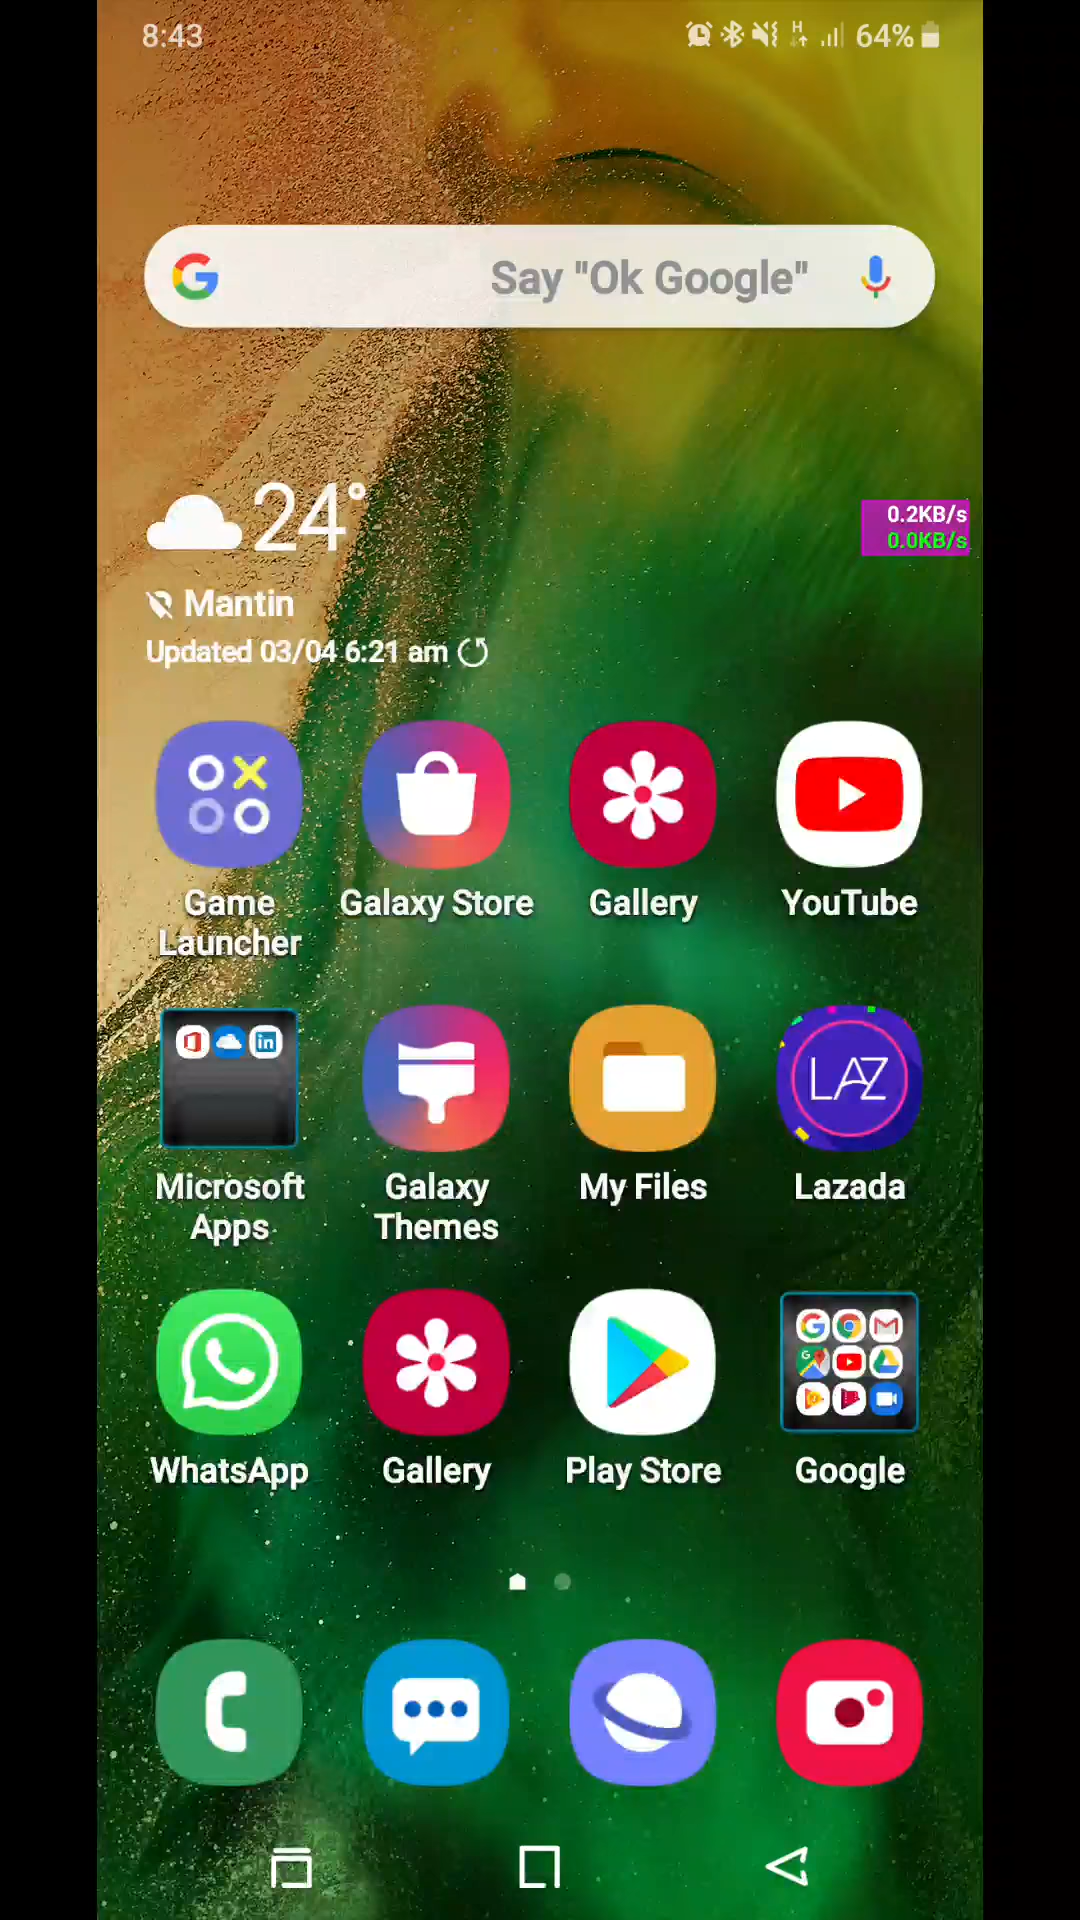 8:43
H
64%
G
Say "Ok Google"
0.2KB/s
0.0KB/s
24°
Mantin
Updated 03/04 6:21 am
Game Launcher
Galaxy Store
Gallery
YouTube
in
LAZ
Microsoft Apps
Galaxy Themes
My Files
Lazada
WhatsApp
Gallery
Play Store
Google